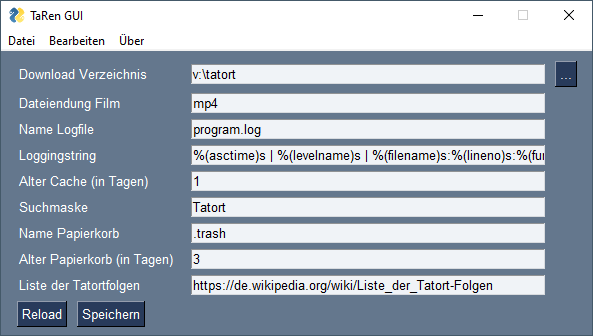 TaRen GUI
Datei Bearbeiten Über
Download Verzeichnis v:\tatort ...
Dateiendung Film mp4
Name Logfile program.log
Loggingstring %(asctime)s | %(levelname)s | %(filename)s:%(lineno)s:%(fur
Alter Cache (in Tagen) 1
Suchmaske Tatort
Name Papierkorb .trash
Alter Papierkorb (in Tagen) 3
Liste der Tatortfolgen https://de.wikipedia.org/wiki/Liste_der_Tatort-Folgen
Reload Speichern